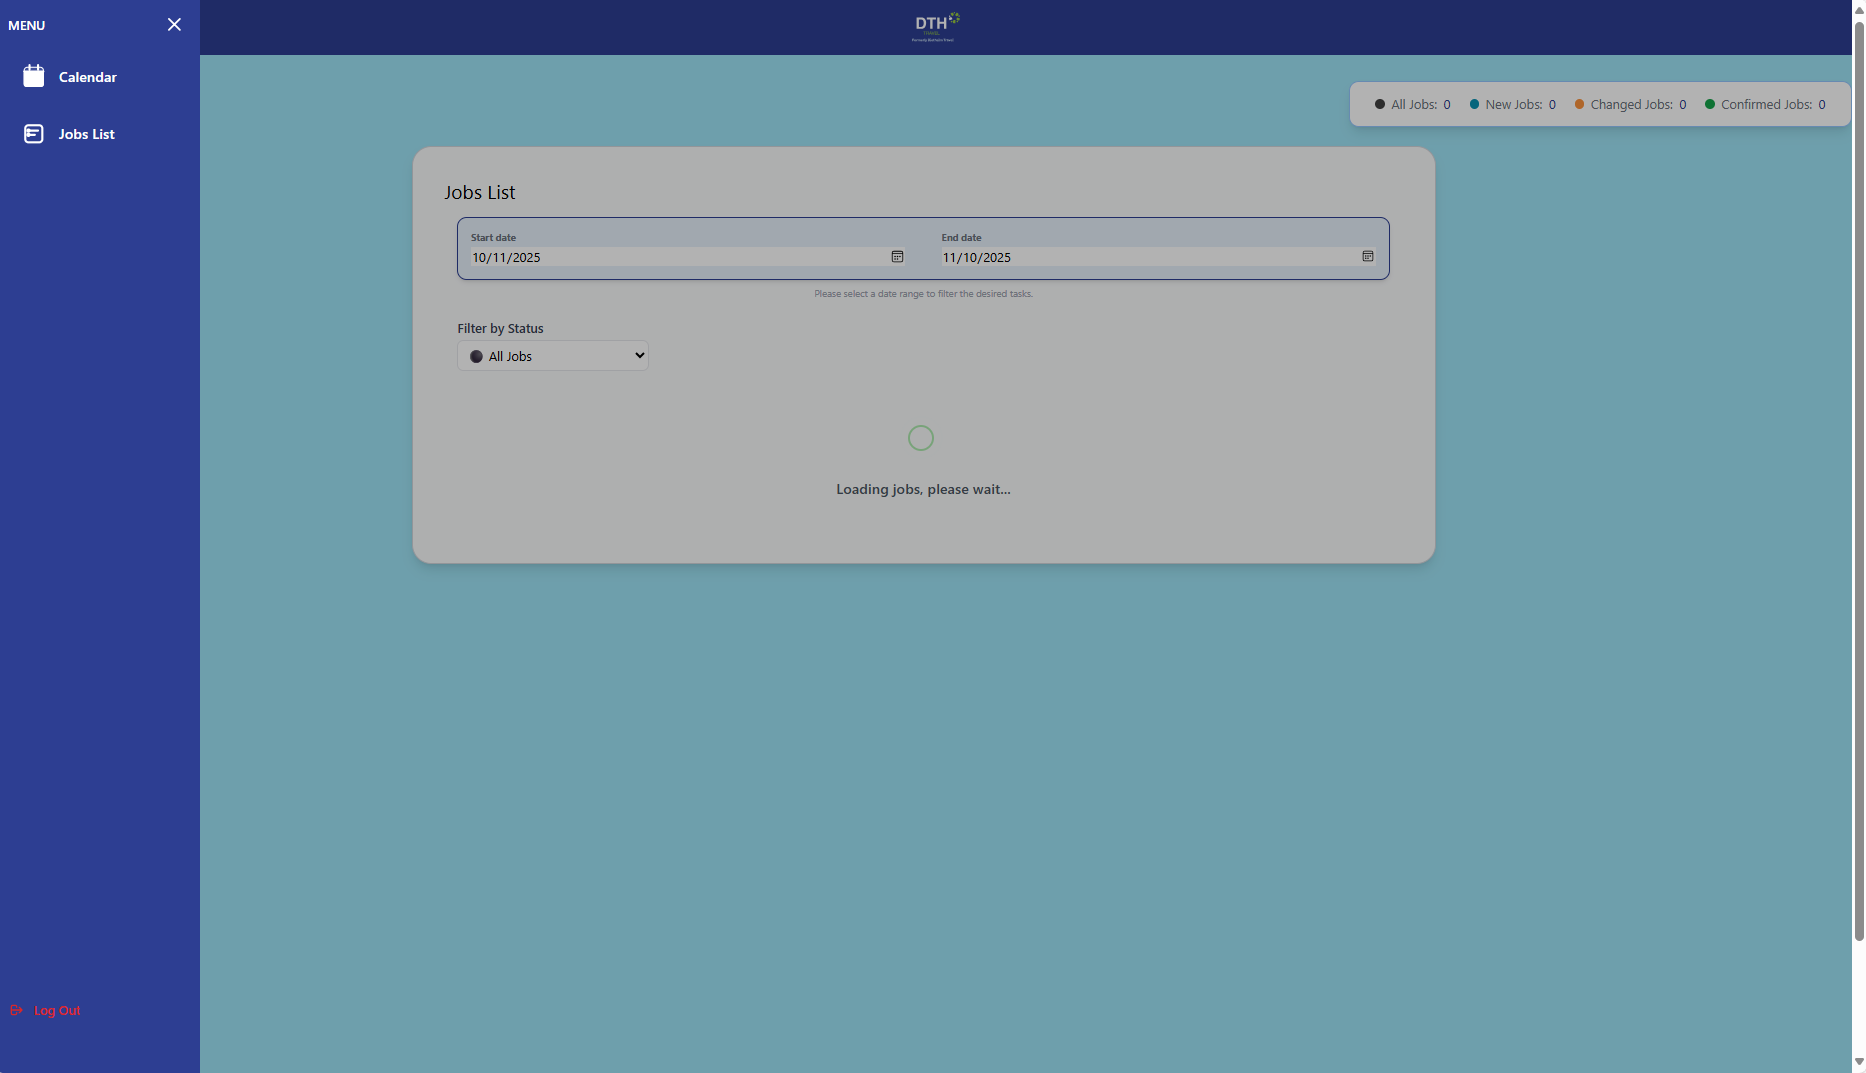 MENU
Calendar
Jobs List
Log Out
DTH
TRAVEL
All Jobs: 0 New Jobs: 0 Changed Jobs: 0 Confirmed Jobs: 0
Jobs List
Start date End date
10/11/2025 11/10/2025
Please select a date range to filter the desired tasks.
Filter by Status
All Jobs
Loading jobs, please wait...